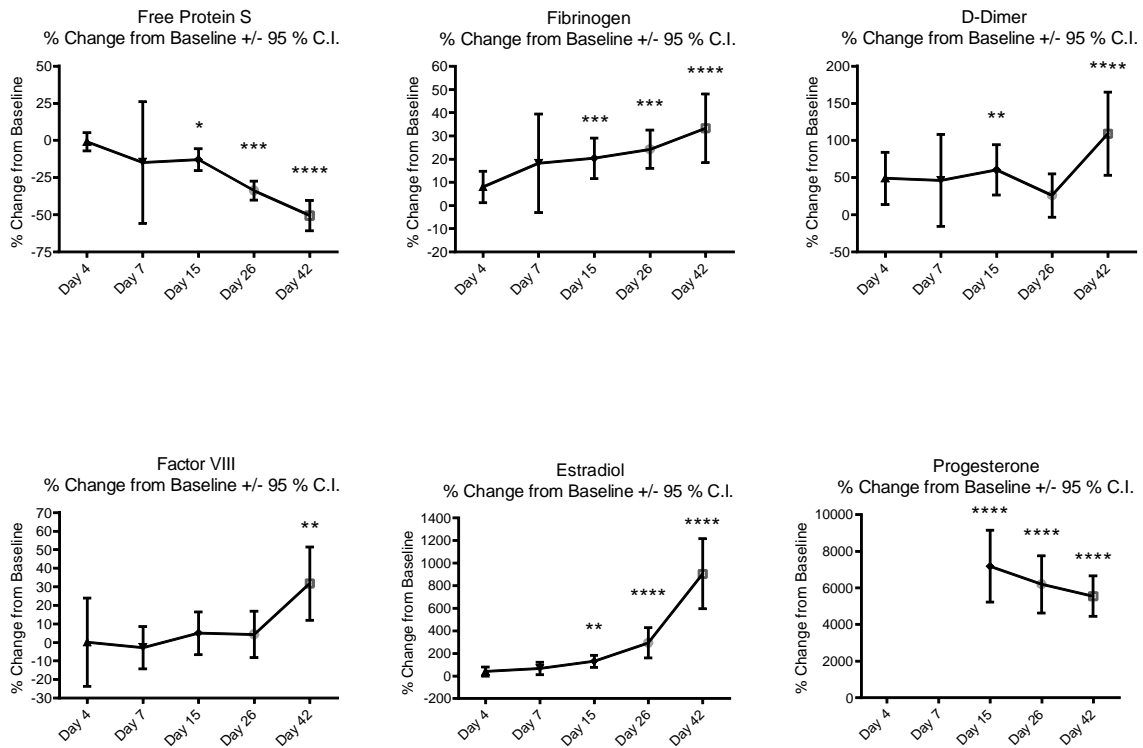 Free Protein S
% Change from Baseline +/- 95 % C.I.
% Change from Baseline
50
25
0
-25
-50
-75
*
***
****
Day 4
Day 7
Day 15
Day 26
Day 42
Fibrinogen
% Change from Baseline +/- 95 % C.I.
% Change from Baseline
60
50
40
30
20
10
0
-10
-20
***
***
****
Day 4
Day 7
Day 15
Day 26
Day 42
D-Dimer
% Change from Baseline +/- 95 % C.I.
% Change from Baseline
200
150
100
50
0
-50
**
****
Day 4
Day 7
Day 15
Day 26
Day 42
Factor VIII
% Change from Baseline +/- 95 % C.I.
% Change from Baseline
70
60
50
40
30
20
10
0
-10
-20
-30
**
Day 4
Day 7
Day 15
Day 26
Day 42
Estradiol
% Change from Baseline +/- 95 % C.I.
% Change from Baseline
1400
1200
1000
800
600
400
200
0
-200
**
****
****
Day 4
Day 7
Day 15
Day 26
Day 42
Progesterone
% Change from Baseline +/- 95 % C.I.
% Change from Baseline
10000
8000
6000
4000
2000
0
****
****
****
Day 4
Day 7
Day 15
Day 26
Day 42